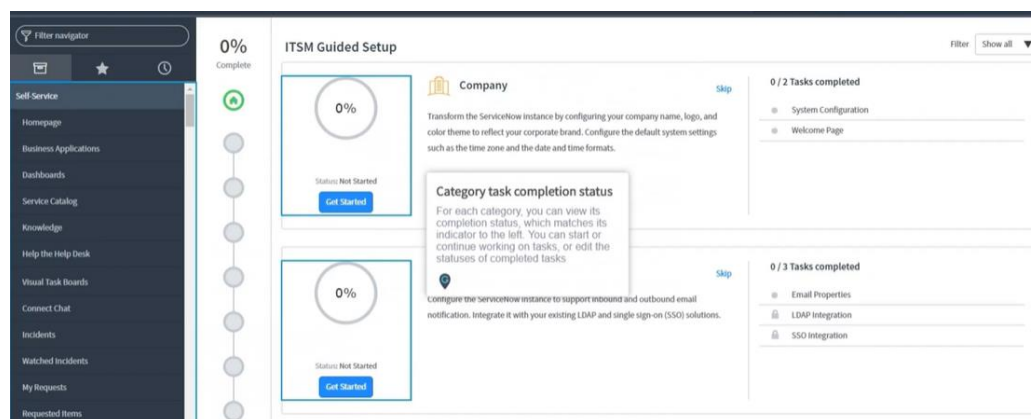 Filter navigator
Self-Service
Homepage
Business Applications
Dashboards
Service Catalog
Knowledge
Help the Help Desk
Visual Task Boards
Connect Chat
Incidents
Watched Incidents
My Requests
Requested Items
0%
Complete
ITSM Guided Setup
Filter Show all
0%
Status: Not Started
Get Started
Company
Skip
Transform the ServiceNow instance by configuring your company name, logo, and
color theme to reflect your corporate brand. Configure the default system settings
such as the time zone and the date and time formats.
0 / 2 Tasks completed
System Configuration
Welcome Page
Category task completion status
For each category, you can view its
completion status, which matches its
indicator to the left. You can start or
continue working on tasks, or edit the
statuses of completed tasks
0%
Status: Not Started
Get Started
Skip
Configure the ServiceNow instance to support inbound and outbound email
notification. Integrate it with your existing LDAP and single sign-on (SSO) solutions.
0 / 3 Tasks completed
Email Properties
LDAP Integration
SSO Integration